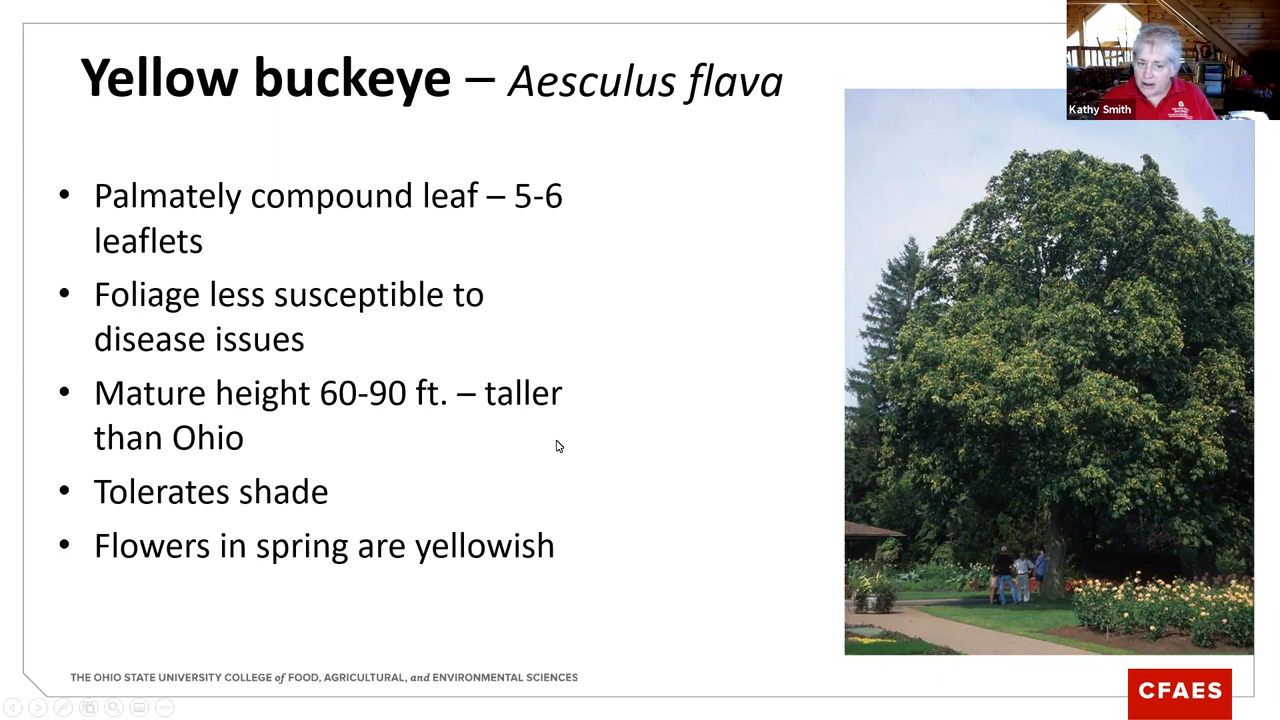 Yellow buckeye – Aesculus flava
Kathy Smith
• Palmately compound leaf – 5-6
leaflets
• Foliage less susceptible to
disease issues
• Mature height 60-90 ft. – taller
than Ohio
• Tolerates shade
• Flowers in spring are yellowish
THE OHIO STATE UNIVERSITY COLLEGE of FOOD, AGRICULTURAL, and ENVIRONMENTAL SCIENCES
CFAES